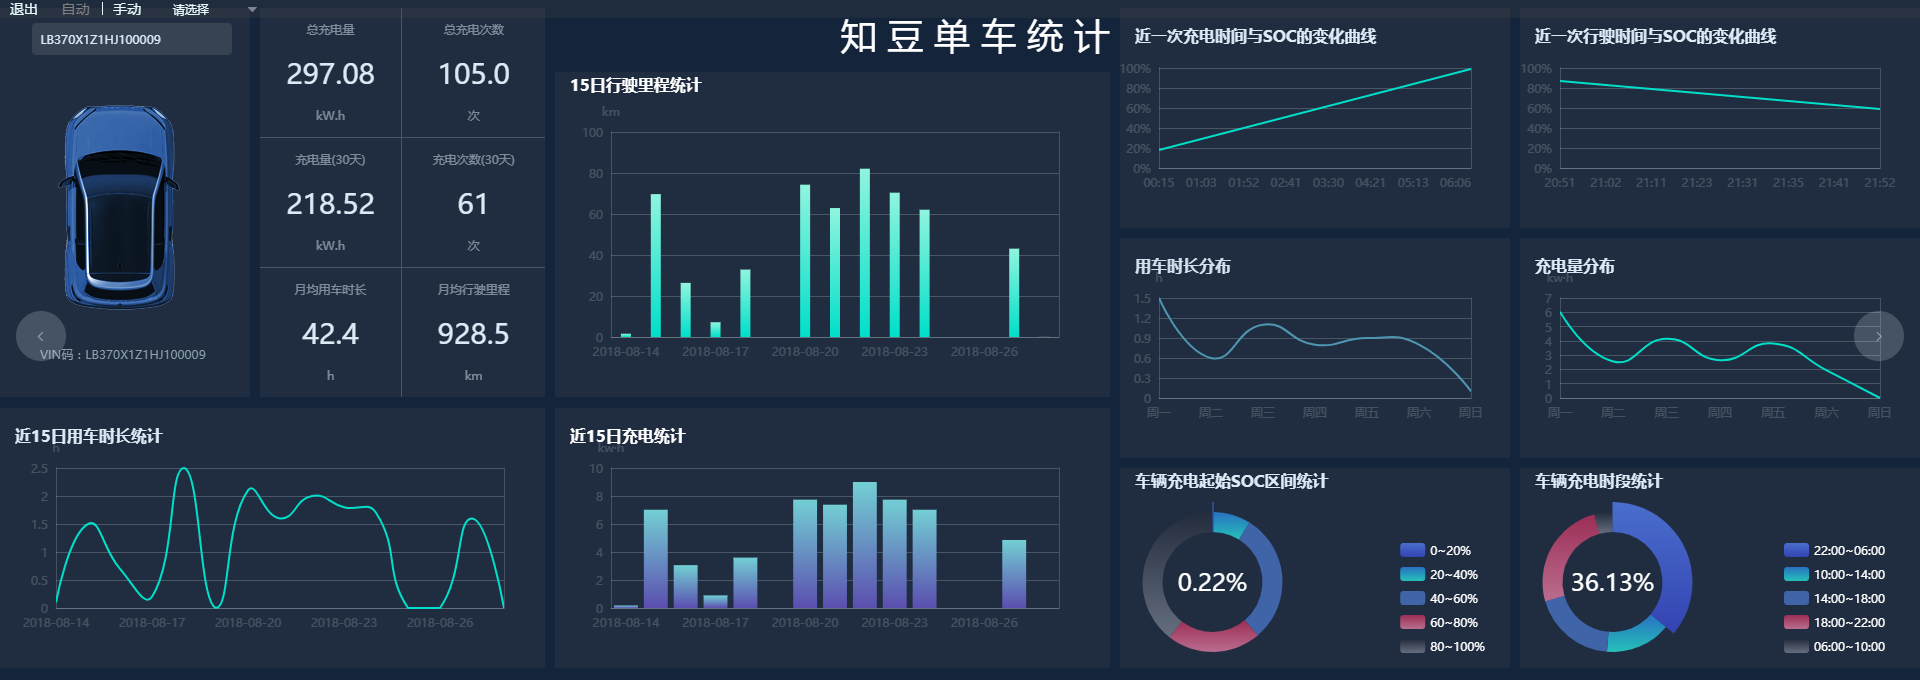 退出 自动 手动 请选择
LB370X1Z1HJ100009
VIN码：LB370X1Z1HJ100009
总充电量
297.08
kW.h
总充电次数
105.0
次
充电量(30天)
218.52
kW.h
充电次数(30天)
61
次
月均用车时长
42.4
h
月均行驶里程
928.5
km
知豆单车统计
15日行驶里程统计
km
100
80
60
40
20
0
2018-08-14 2018-08-17 2018-08-20 2018-08-23 2018-08-26
近一次充电时间与SOC的变化曲线
100%
80%
60%
40%
20%
0%
00:15 01:03 01:52 02:41 03:30 04:21 05:13 06:06
近一次行驶时间与SOC的变化曲线
100%
80%
60%
40%
20%
0%
20:51 21:02 21:11 21:23 21:31 21:35 21:41 21:52
用车时长分布
h
1.5
1.2
0.9
0.6
0.3
0
周一 周二 周三 周四 周五 周六 周日
充电量分布
kw·h
7
6
5
4
3
2
1
0
周一 周二 周三 周四 周五 周六 周日
近15日用车时长统计
h
2.5
2
1.5
1
0.5
0
2018-08-14 2018-08-17 2018-08-20 2018-08-23 2018-08-26
近15日充电统计
kw·h
10
8
6
4
2
0
2018-08-14 2018-08-17 2018-08-20 2018-08-23 2018-08-26
车辆充电起始SOC区间统计
0.22%
0~20%
20~40%
40~60%
60~80%
80~100%
车辆充电时段统计
36.13%
22:00~06:00
10:00~14:00
14:00~18:00
18:00~22:00
06:00~10:00